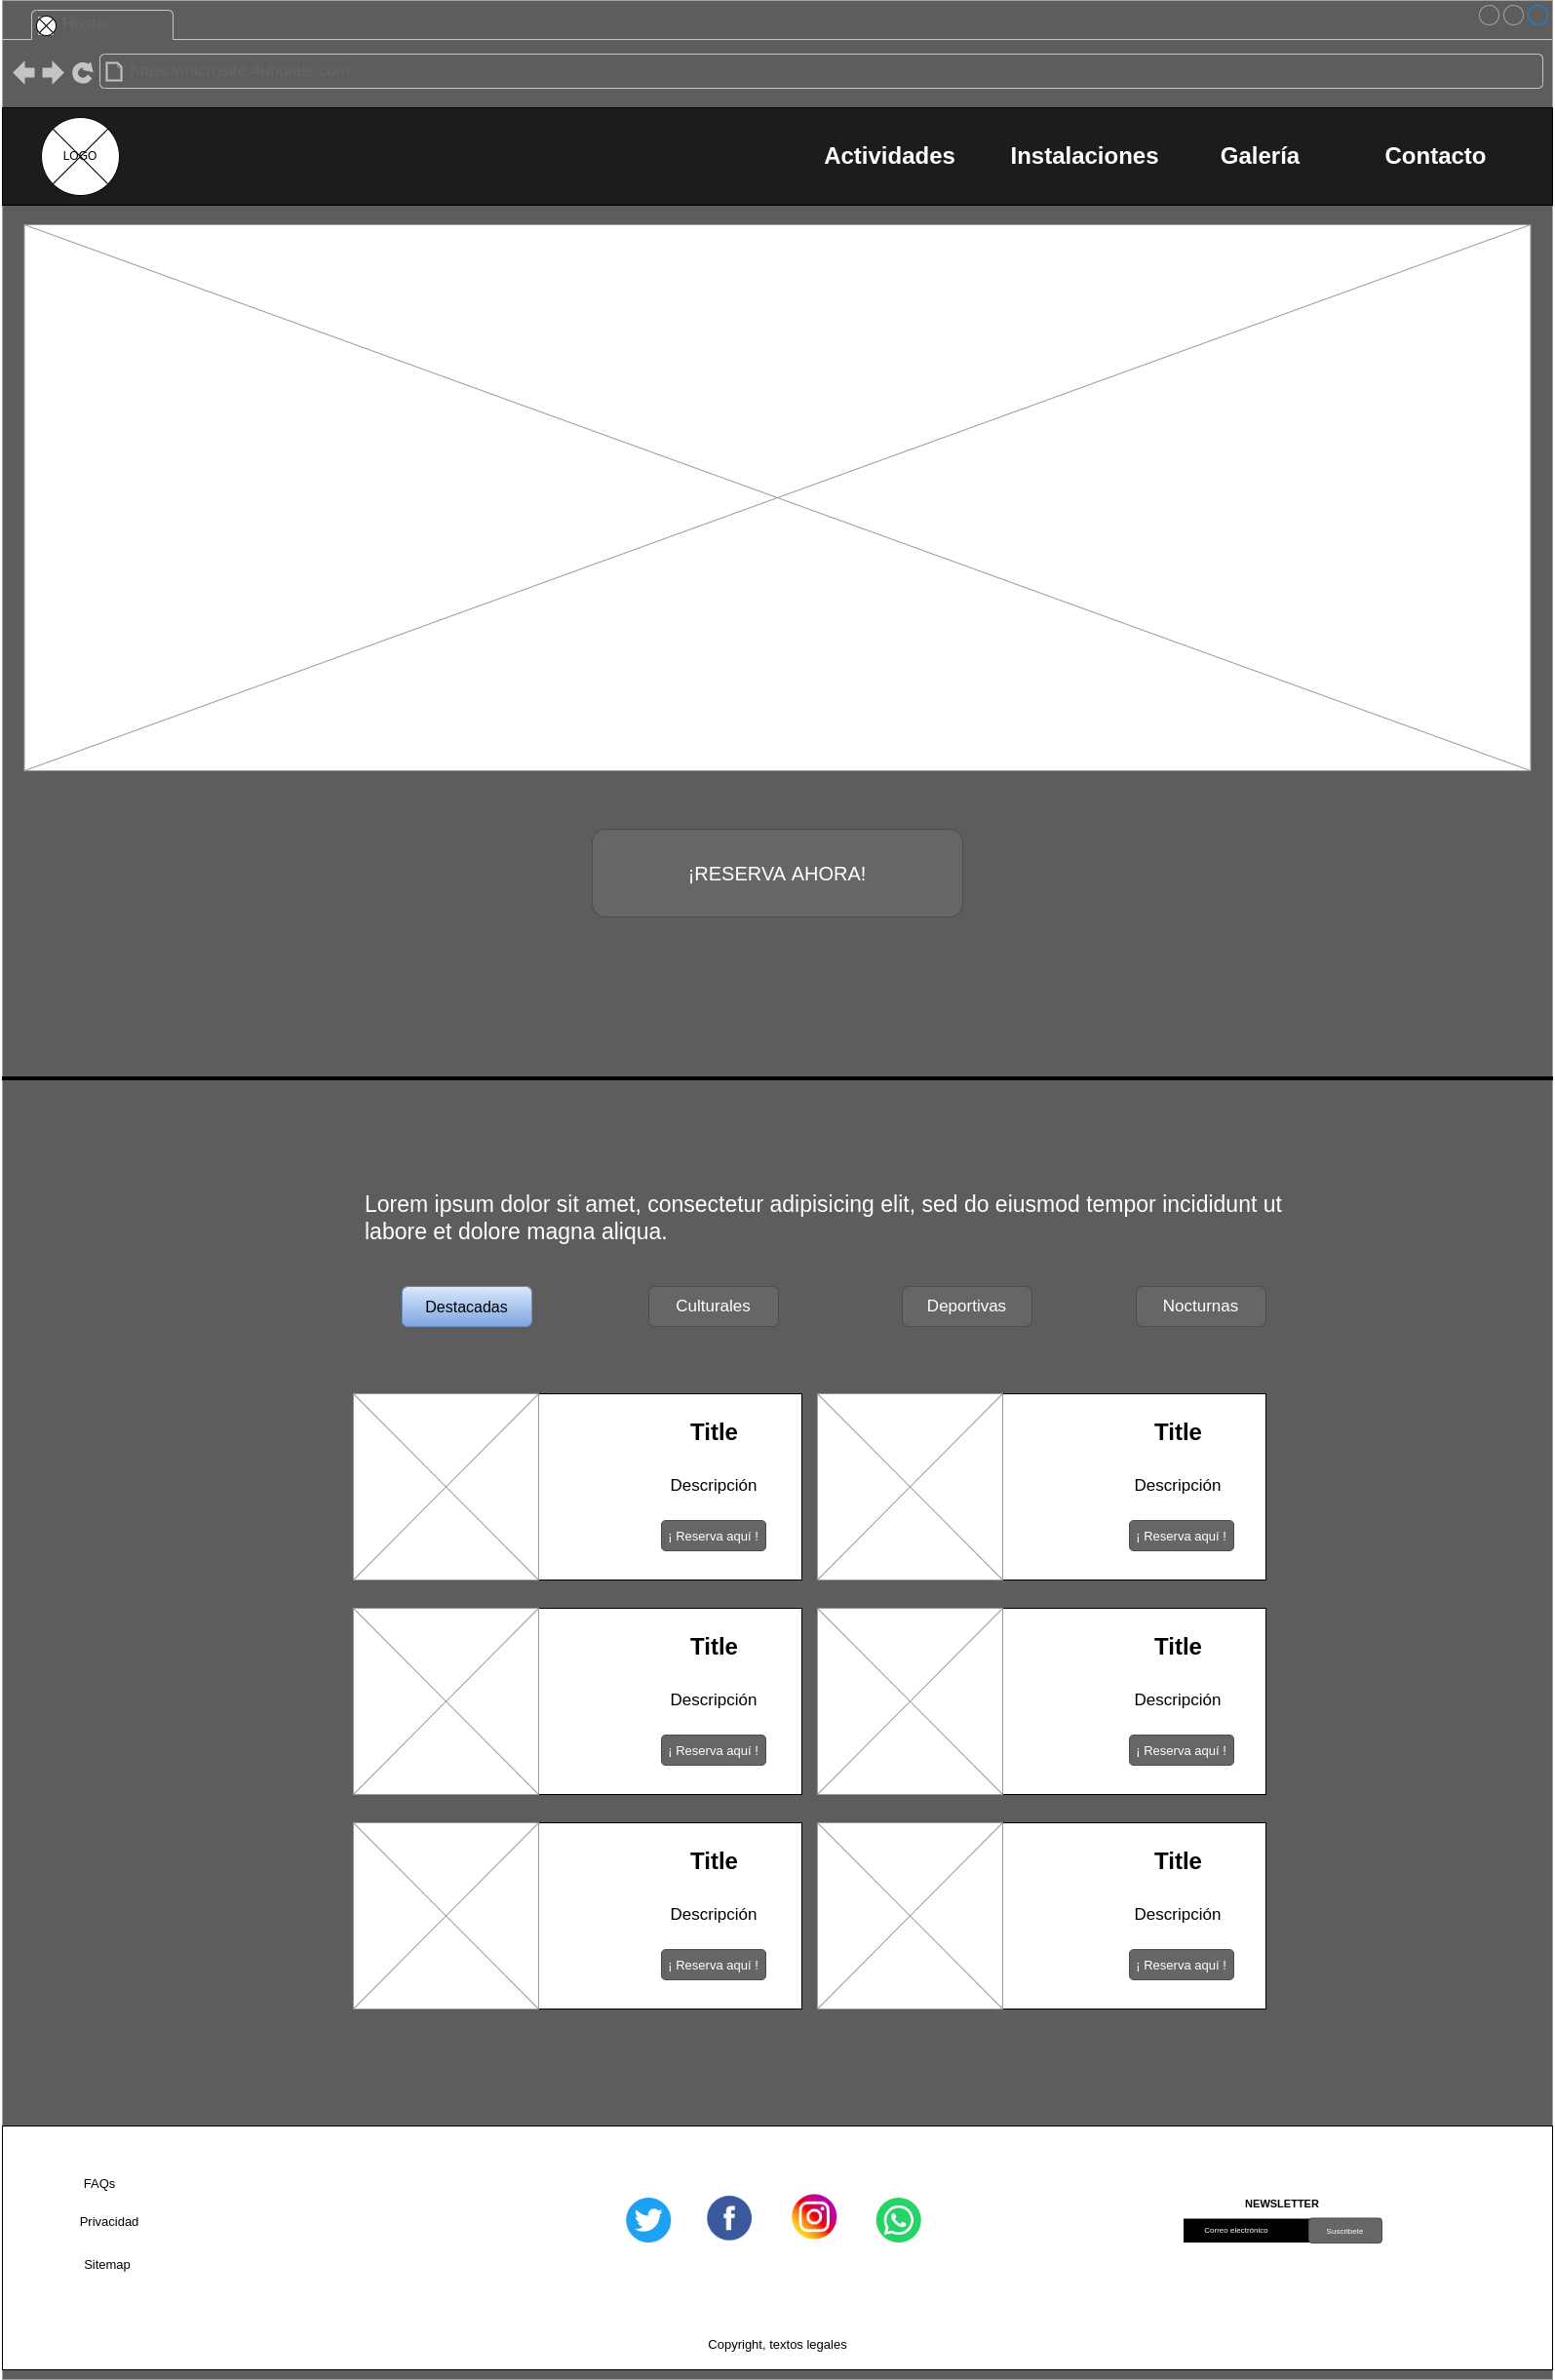 Hostel
https://microsite.4uhotels.com
LOGO
Actividades Instalaciones Galería Contacto
¡RESERVA AHORA!
Lorem ipsum dolor sit amet, consectetur adipisicing elit, sed do eiusmod tempor incididunt ut
labore et dolore magna aliqua.
Destacadas Culturales Deportivas Nocturnas
Title
Descripción
¡ Reserva aquí !
Title
Descripción
¡ Reserva aquí !
Title
Descripción
¡ Reserva aquí !
Title
Descripción
¡ Reserva aquí !
Title
Descripción
¡ Reserva aquí !
Title
Descripción
¡ Reserva aquí !
FAQs
Privacidad
Sitemap
NEWSLETTER
Correo electrónico Suscribete
Copyright, textos legales